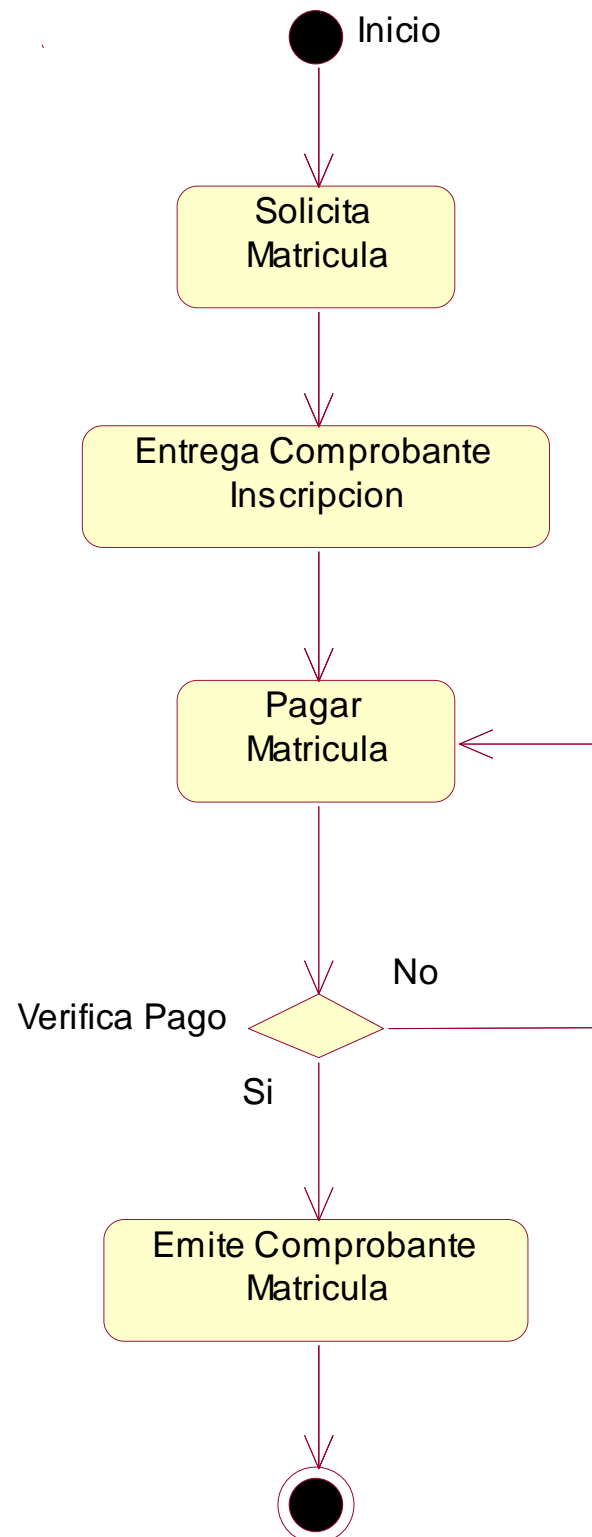 Inicio
Solicita
Matricula
Entrega Comprobante
Inscripcion
Pagar
Matricula
No
Verifica Pago
Si
Emite Comprobante
Matricula